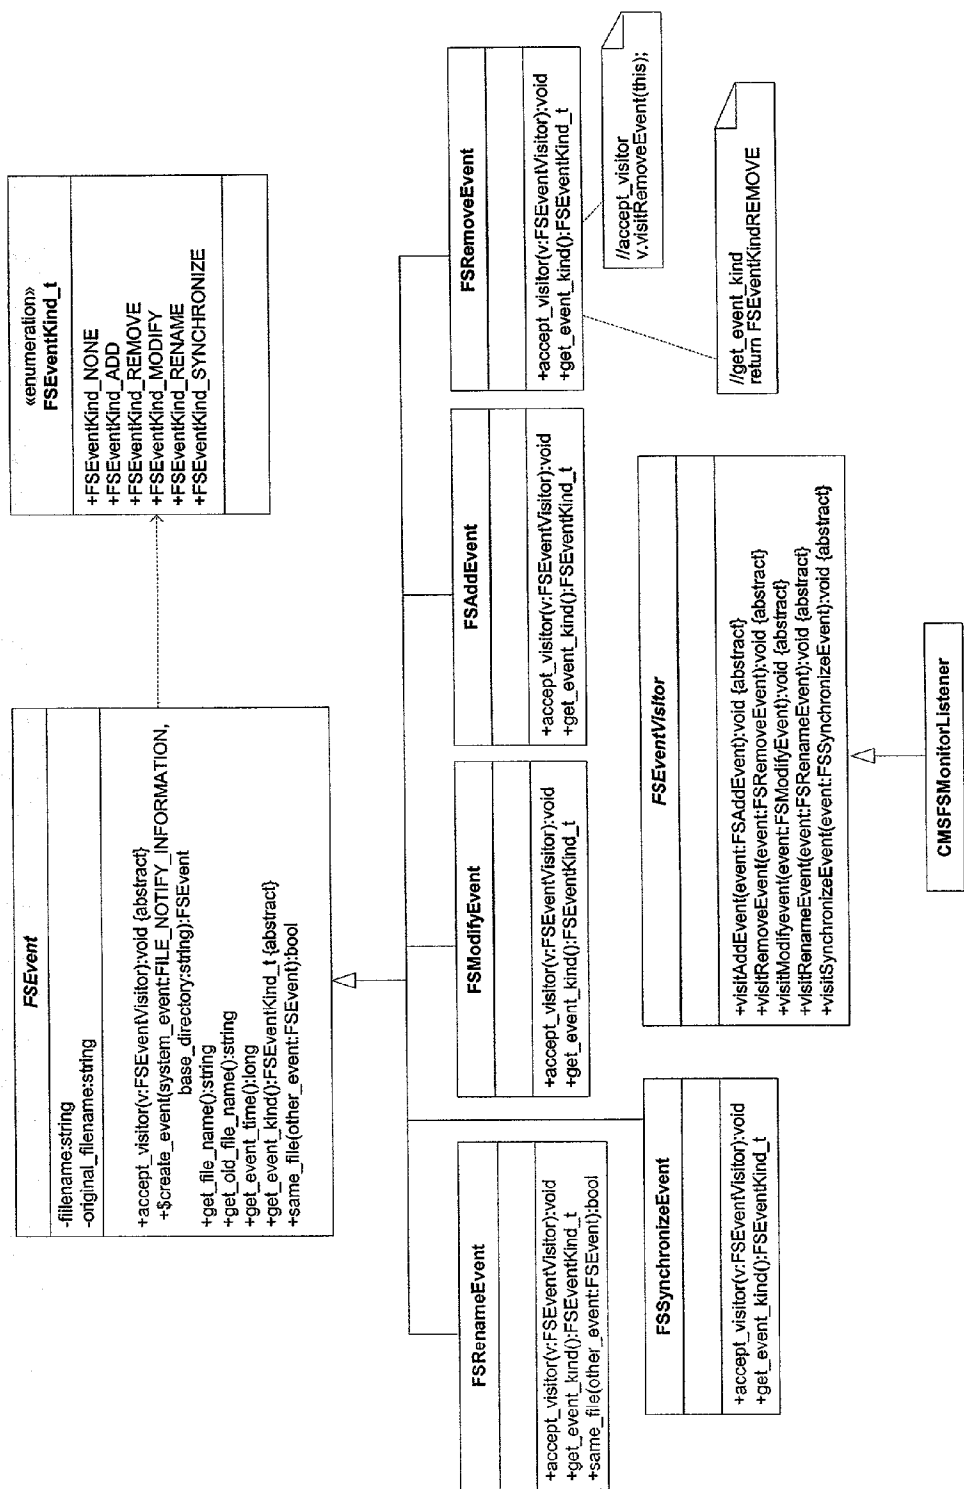 FSEvent
-fillename:string
-original_filename:string
+accept_visitor(v:FSEventVisitor):void {abstract}
+$create_event(system_event:FILE_NOTIFY_INFORMATION,
base_directory:string):FSEvent
+get_file_name():string
+get_old_file_name():string
+get_event_time():long
+get_event_kind():FSEventKind_t {abstract}
+same_file(other_event:FSEvent):bool
«enumeration»
FSEventKind_t
+FSEventKind_NONE
+FSEventKind_ADD
+FSEventKind_REMOVE
+FSEventKind_MODIFY
+FSEventKind_RENAME
+FSEventKind_SYNCHRONIZE
FSRenameEvent
+accept_visitor(v:FSEventVisitor):void
+get_event_kind():FSEventKind_t
+same_file(other_event:FSEvent):bool
FSModifyEvent
+accept_visitor(v:FSEventVisitor):void
+get_event_kind():FSEventKind_t
FSAddEvent
+accept_visitor(v:FSEventVisitor):void
+get_event_kind():FSEventKind_t
FSRemoveEvent
+accept_visitor(v:FSEventVisitor):void
+get_event_kind():FSEventKind_t
//accept_visitor
v.visitRemoveEvent(this);
//get_event_kind
return FSEventKindREMOVE
FSSynchronizeEvent
+accept_visitor(v:FSEventVisitor):void
+get_event_kind():FSEventKind_t
FSEventVisitor
+visitAddEvent(event:FSAddEvent):void {abstract}
+visitRemoveEvent(event:FSRemoveEvent):void {abstract}
+visitModifyevent(event:FSModifyEvent):void {abstract}
+visitRenameEvent(event:FSRenameEvent):void {abstract}
+visitSynchronizeEvent(event:FSSynchronizeEvent):void {abstract}
CMSFSMonitorListener